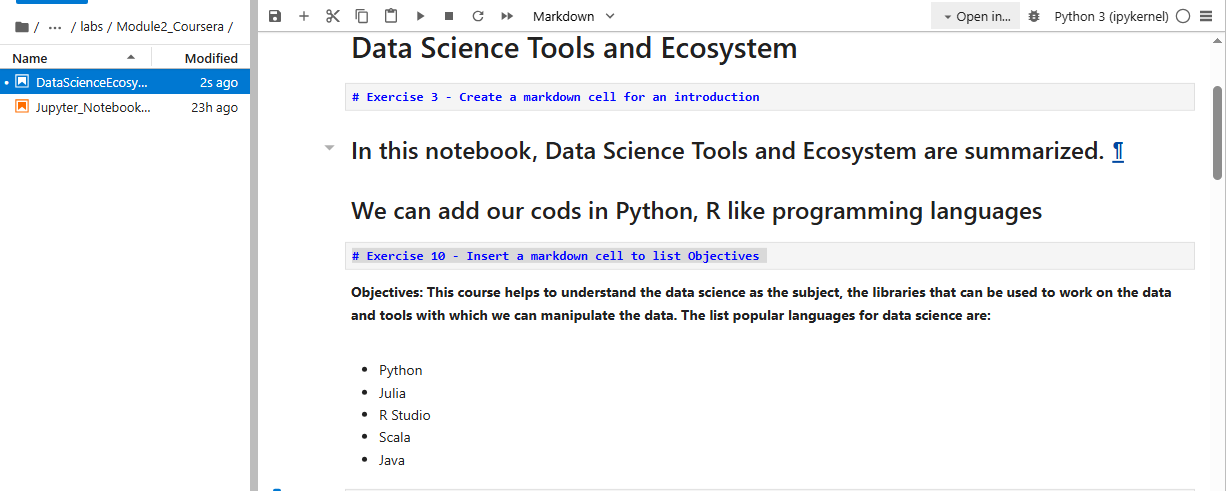 / ··· / labs / Module2_Coursera /
Name Modified
DataScienceEcosy... 2s ago
Jupyter_Notebook... 23h ago
Markdown Open in... Python 3 (ipykernel)
Data Science Tools and Ecosystem
# Exercise 3 - Create a markdown cell for an introduction
In this notebook, Data Science Tools and Ecosystem are summarized. ¶
We can add our cods in Python, R like programming languages
# Exercise 10 - Insert a markdown cell to list Objectives
Objectives: This course helps to understand the data science as the subject, the libraries that can be used to work on the data
and tools with which we can manipulate the data. The list popular languages for data science are:
• Python
• Julia
• R Studio
• Scala
• Java